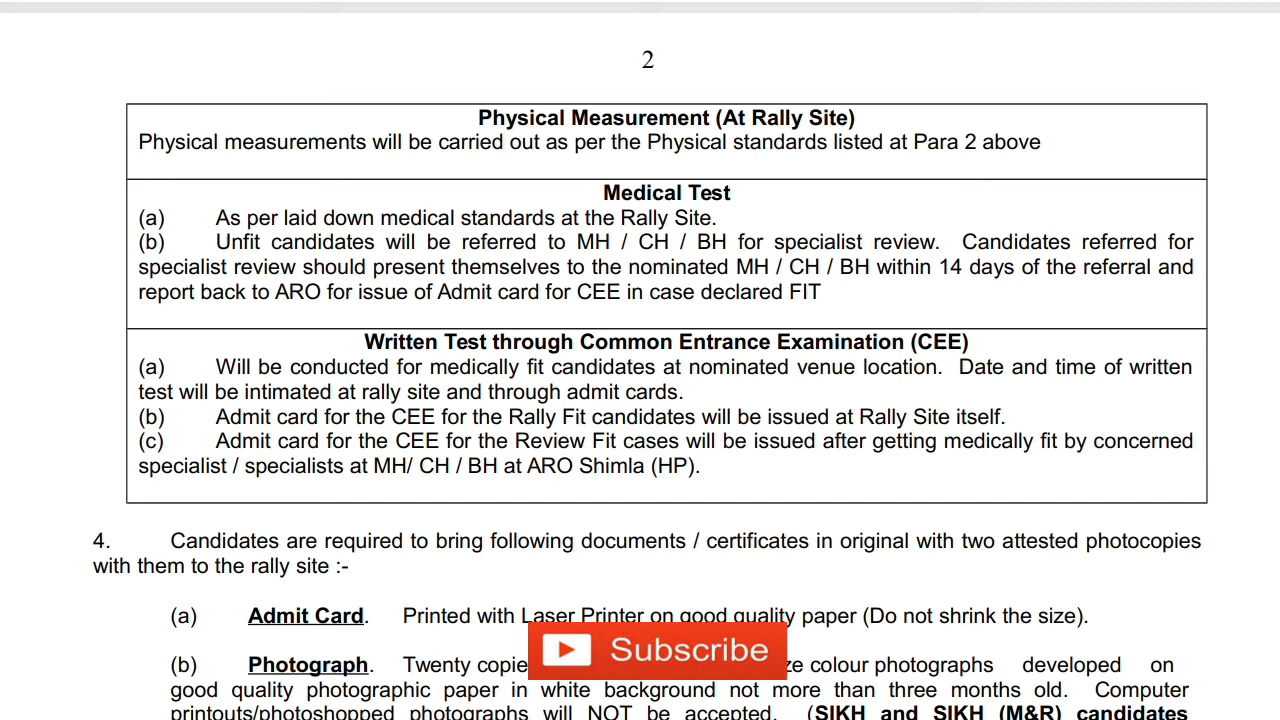 2
Physical Measurement (At Rally Site)
Physical measurements will be carried out as per the Physical standards listed at Para 2 above
Medical Test
(a) As per laid down medical standards at the Rally Site.
(b) Unfit candidates will be referred to MH / CH / BH for specialist review. Candidates referred for
specialist review should present themselves to the nominated MH / CH / BH within 14 days of the referral and
report back to ARO for issue of Admit card for CEE in case declared FIT
Written Test through Common Entrance Examination (CEE)
(a) Will be conducted for medically fit candidates at nominated venue location. Date and time of written
test will be intimated at rally site and through admit cards.
(b) Admit card for the CEE for the Rally Fit candidates will be issued at Rally Site itself.
(c) Admit card for the CEE for the Review Fit cases will be issued after getting medically fit by concerned
specialist / specialists at MH/ CH / BH at ARO Shimla (HP).
4. Candidates are required to bring following documents / certificates in original with two attested photocopies
with them to the rally site :-
(a) Admit Card. Printed with Laser Printer on good quality paper (Do not shrink the size).
(b) Photograph. Twenty colour photographs developed on
Subscribe
good quality photographic paper in white background not more than three months old. Computer
printouts/photoshopped photographs will NOT be accepted. (SIKH and SIKH (M&R) candidates